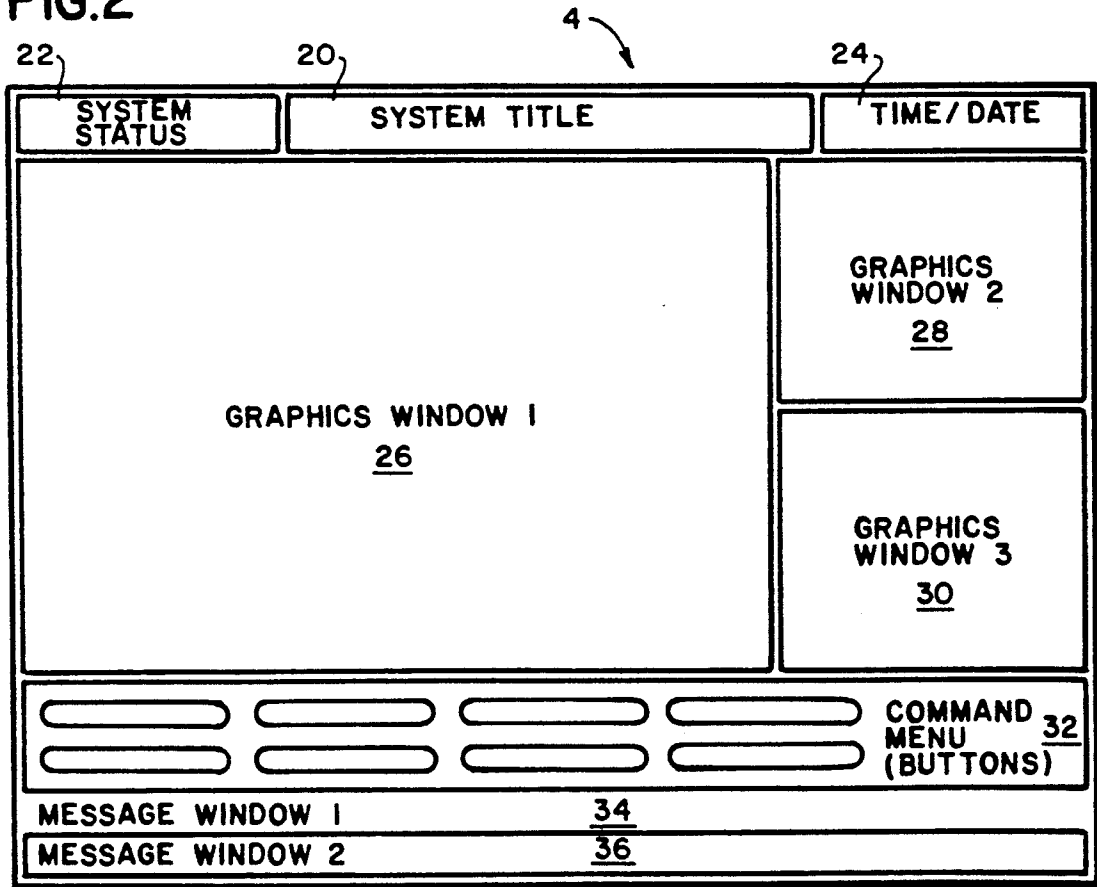 FIG.2
4
22
20
24
SYSTEM
STATUS
SYSTEM TITLE
TIME/DATE
GRAPHICS
WINDOW 2
28
GRAPHICS WINDOW 1
26
GRAPHICS
WINDOW 3
30
COMMAND
MENU
(BUTTONS)
32
MESSAGE WINDOW 1
34
MESSAGE WINDOW 2
36